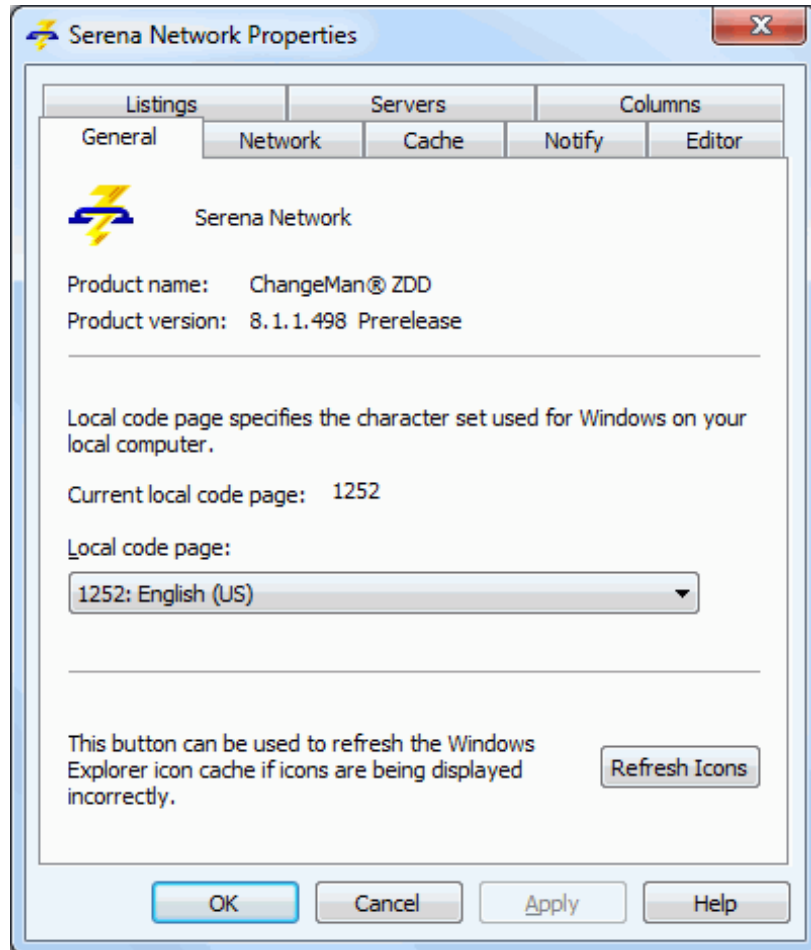 Serena Network Properties
Listings Servers Columns
General Network Cache Notify Editor
Serena Network
Product name: ChangeMan® ZDD
Product version: 8.1.1.498 Prerelease
Local code page specifies the character set used for Windows on your
local computer.
Current local code page: 1252
Local code page:
1252: English (US)
This button can be used to refresh the Windows
Explorer icon cache if icons are being displayed
incorrectly.
Refresh Icons
OK Cancel Apply Help